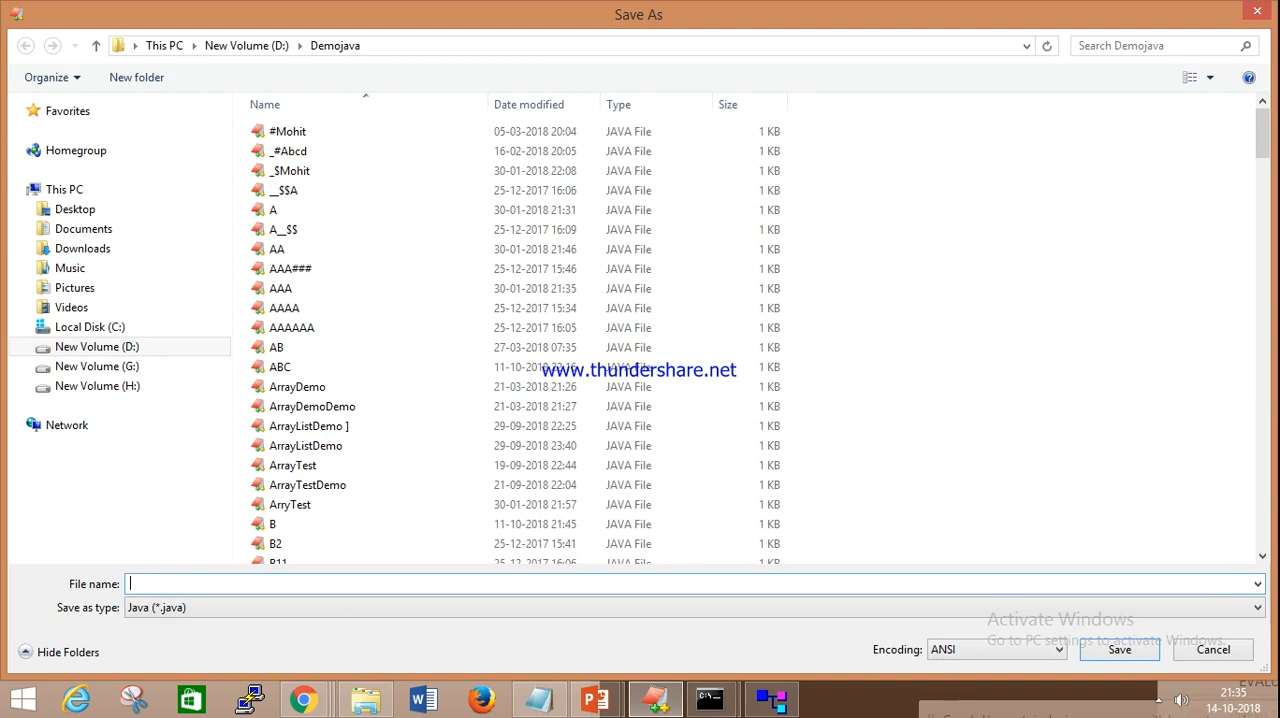 Save As
This PC New Volume (D:) Demojava
Search Demojava
Organize New folder
Name Date modified Type Size
Favorites
Homegroup
This PC
Desktop
Documents
Downloads
Music
Pictures
Videos
Local Disk (C:)
New Volume (D:)
New Volume (G:)
New Volume (H:)
Network
#Mohit 05-03-2018 20:04 JAVA File 1 KB
_#Abcd 16-02-2018 20:05 JAVA File 1 KB
_$Mohit 30-01-2018 22:08 JAVA File 1 KB
__$$A 25-12-2017 16:06 JAVA File 1 KB
A 30-01-2018 21:31 JAVA File 1 KB
A__$$ 25-12-2017 16:09 JAVA File 1 KB
AA 30-01-2018 21:46 JAVA File 1 KB
AAA### 25-12-2017 15:46 JAVA File 1 KB
AAA 30-01-2018 21:35 JAVA File 1 KB
AAAA 25-12-2017 15:34 JAVA File 1 KB
AAAAAA 25-12-2017 16:05 JAVA File 1 KB
AB 27-03-2018 07:35 JAVA File 1 KB
ABC 11-10- JAVA File 1 KB
www.thundershare.net
ArrayDemo 21-03-2018 21:26 JAVA File 1 KB
ArrayDemoDemo 21-03-2018 21:27 JAVA File 1 KB
ArrayListDemo ] 29-09-2018 22:25 JAVA File 1 KB
ArrayListDemo 29-09-2018 23:40 JAVA File 1 KB
ArrayTest 19-09-2018 22:44 JAVA File 1 KB
ArrayTestDemo 21-09-2018 22:04 JAVA File 1 KB
ArryTest 30-01-2018 21:57 JAVA File 1 KB
B 11-10-2018 21:45 JAVA File 1 KB
B2 25-12-2017 15:41 JAVA File 1 KB
B11 25-12-2017 16:06 JAVA File 1 KB
File name:
Save as type: Java (*.java)
Activate Windows
Go to PC settings to activate Windows.
Hide Folders
Encoding: ANSI Save Cancel
21:35
14-10-2018